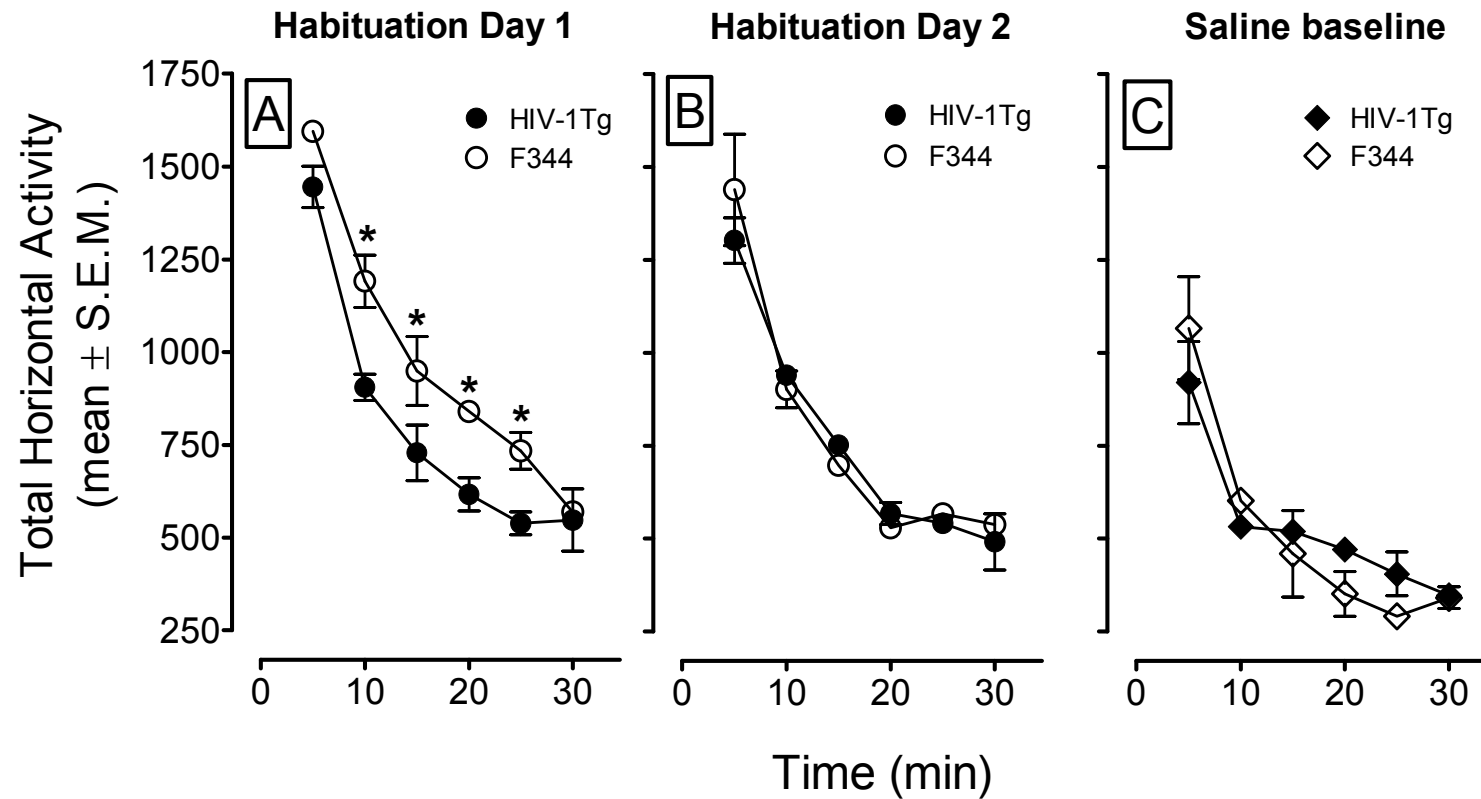 Habituation Day 1
Habituation Day 2
Saline baseline
Total Horizontal Activity
(mean ± S.E.M.)
1750
1500
1250
1000
750
500
250
A
HIV-1Tg
F344
*
*
*
*
0 10 20 30
B
HIV-1Tg
F344
0 10 20 30
C
HIV-1Tg
F344
0 10 20 30
Time (min)